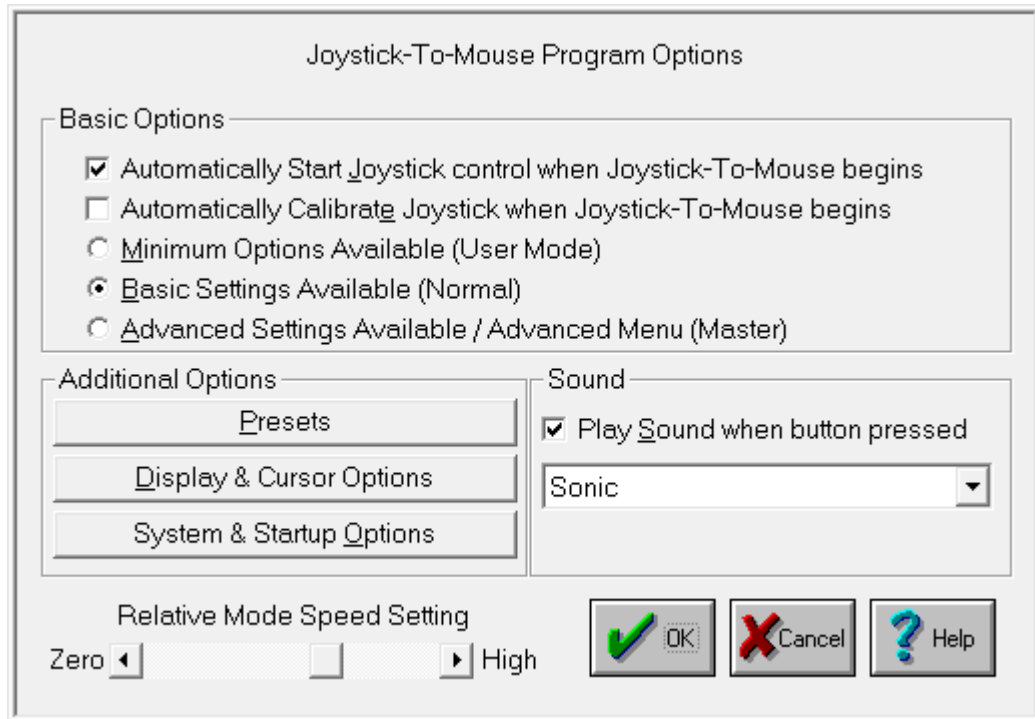 Joystick-To-Mouse Program Options
Basic Options
Automatically Start Joystick control when Joystick-To-Mouse begins
Automatically Calibrate Joystick when Joystick-To-Mouse begins
Minimum Options Available (User Mode)
Basic Settings Available (Normal)
Advanced Settings Available / Advanced Menu (Master)
Additional Options
Presets
Display & Cursor Options
System & Startup Options
Sound
Play Sound when button pressed
Sonic
Relative Mode Speed Setting
Zero High
OK Cancel Help